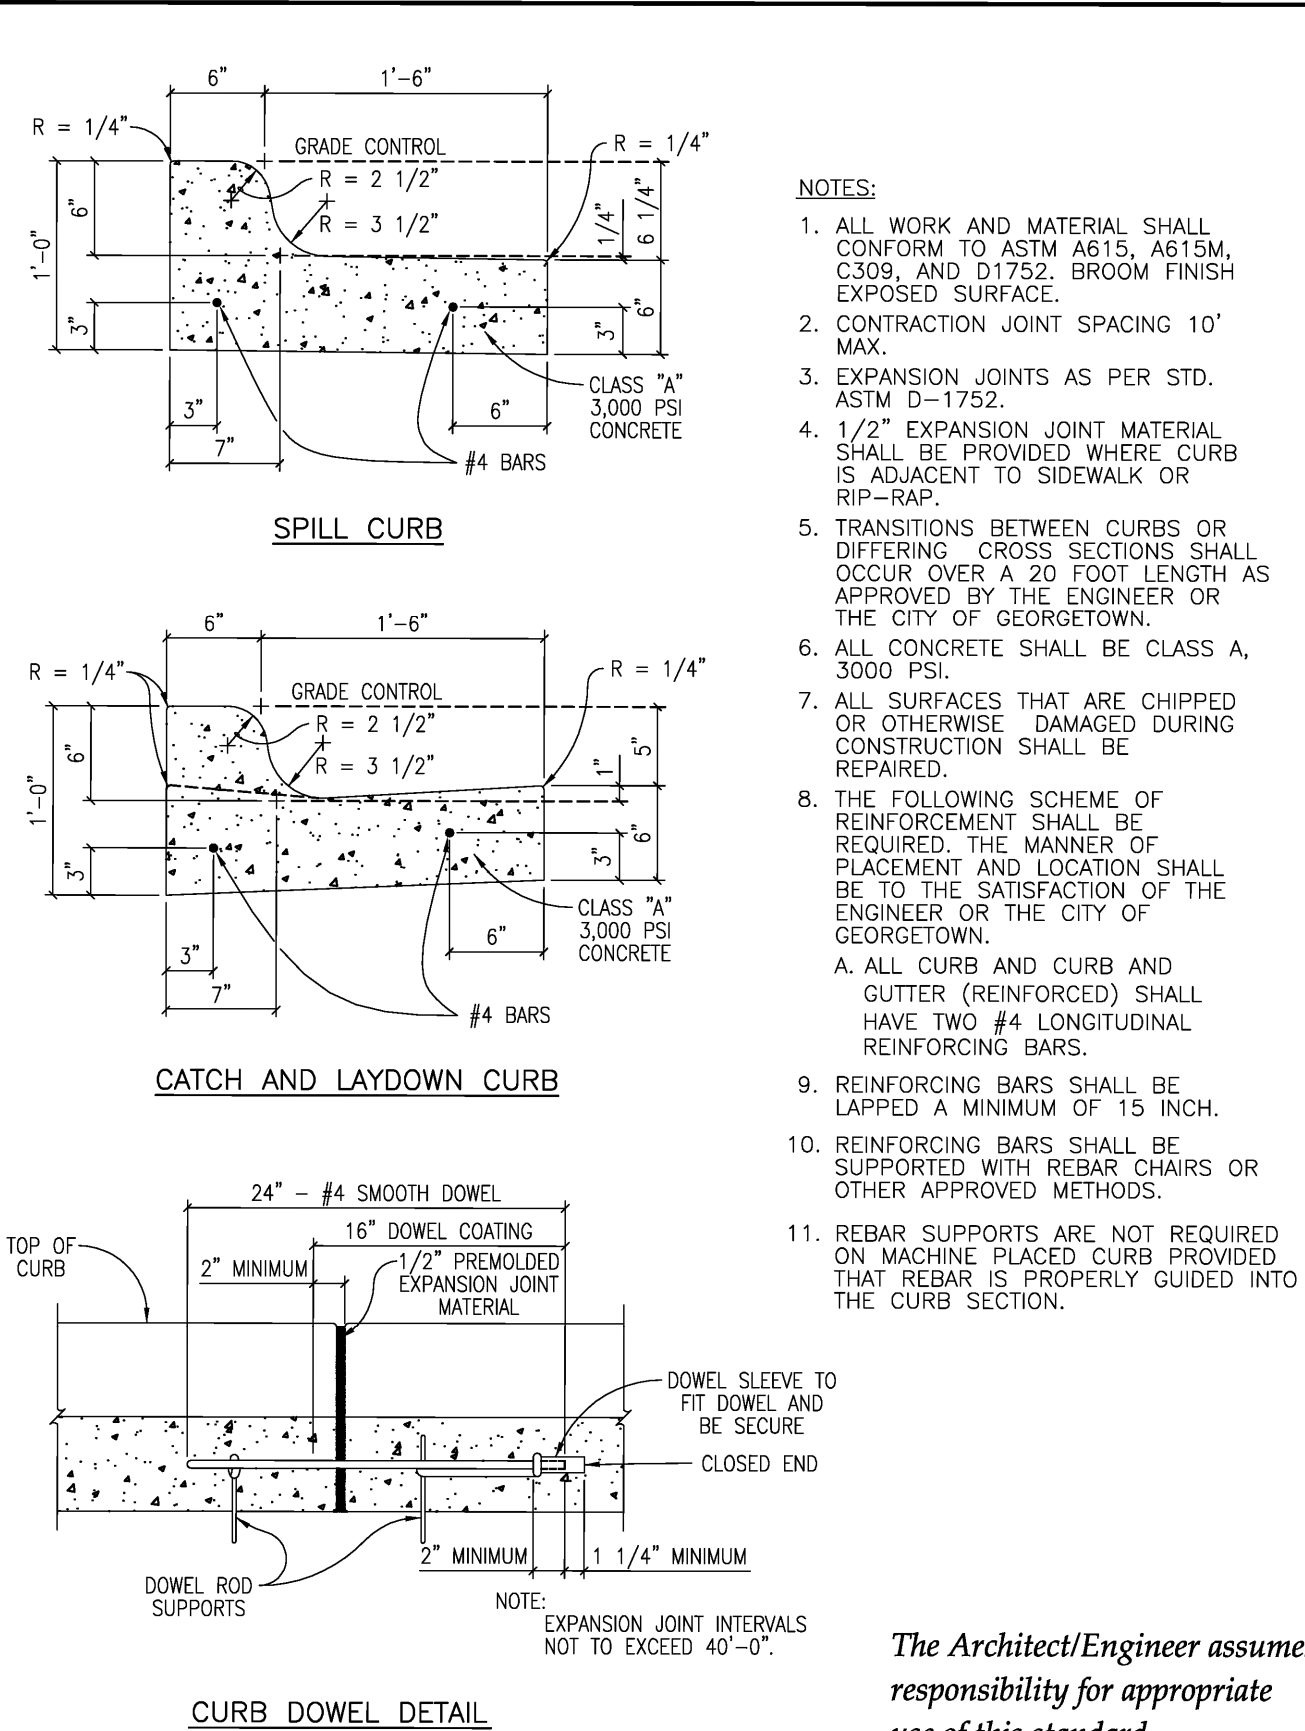 6" 1'-6"
R = 1/4"
GRADE CONTROL
R = 1/4"
R = 2 1/2"
R = 3 1/2"
1'-0"
6"
3"
1/4"
6 1/4"
3"
6"
3"
7"
6"
CLASS "A"
3,000 PSI
CONCRETE
#4 BARS
SPILL CURB
6" 1'-6"
R = 1/4"
GRADE CONTROL
R = 1/4"
R = 2 1/2"
R = 3 1/2"
1'-0"
6"
3"
1"
5"
3"
6"
3"
7"
6"
CLASS "A"
3,000 PSI
CONCRETE
#4 BARS
CATCH AND LAYDOWN CURB
24" - #4 SMOOTH DOWEL
16" DOWEL COATING
TOP OF
CURB
2" MINIMUM
1/2" PREMOLDED
EXPANSION JOINT
MATERIAL
DOWEL SLEEVE TO
FIT DOWEL AND
BE SECURE
CLOSED END
2" MINIMUM
1 1/4" MINIMUM
DOWEL ROD
SUPPORTS
NOTE:
EXPANSION JOINT INTERVALS
NOT TO EXCEED 40'-0".
CURB DOWEL DETAIL
NOTES:
1. ALL WORK AND MATERIAL SHALL
CONFORM TO ASTM A615, A615M,
C309, AND D1752. BROOM FINISH
EXPOSED SURFACE.
2. CONTRACTION JOINT SPACING 10'
MAX.
3. EXPANSION JOINTS AS PER STD.
ASTM D-1752.
4. 1/2" EXPANSION JOINT MATERIAL
SHALL BE PROVIDED WHERE CURB
IS ADJACENT TO SIDEWALK OR
RIP-RAP.
5. TRANSITIONS BETWEEN CURBS OR
DIFFERING CROSS SECTIONS SHALL
OCCUR OVER A 20 FOOT LENGTH AS
APPROVED BY THE ENGINEER OR
THE CITY OF GEORGETOWN.
6. ALL CONCRETE SHALL BE CLASS A,
3000 PSI.
7. ALL SURFACES THAT ARE CHIPPED
OR OTHERWISE DAMAGED DURING
CONSTRUCTION SHALL BE
REPAIRED.
8. THE FOLLOWING SCHEME OF
REINFORCEMENT SHALL BE
REQUIRED. THE MANNER OF
PLACEMENT AND LOCATION SHALL
BE TO THE SATISFACTION OF THE
ENGINEER OR THE CITY OF
GEORGETOWN.
A. ALL CURB AND CURB AND
GUTTER (REINFORCED) SHALL
HAVE TWO #4 LONGITUDINAL
REINFORCING BARS.
9. REINFORCING BARS SHALL BE
LAPPED A MINIMUM OF 15 INCH.
10. REINFORCING BARS SHALL BE
SUPPORTED WITH REBAR CHAIRS OR
OTHER APPROVED METHODS.
11. REBAR SUPPORTS ARE NOT REQUIRED
ON MACHINE PLACED CURB PROVIDED
THAT REBAR IS PROPERLY GUIDED INTO
THE CURB SECTION.
The Architect/Engineer assume
responsibility for appropriate
use of this standard